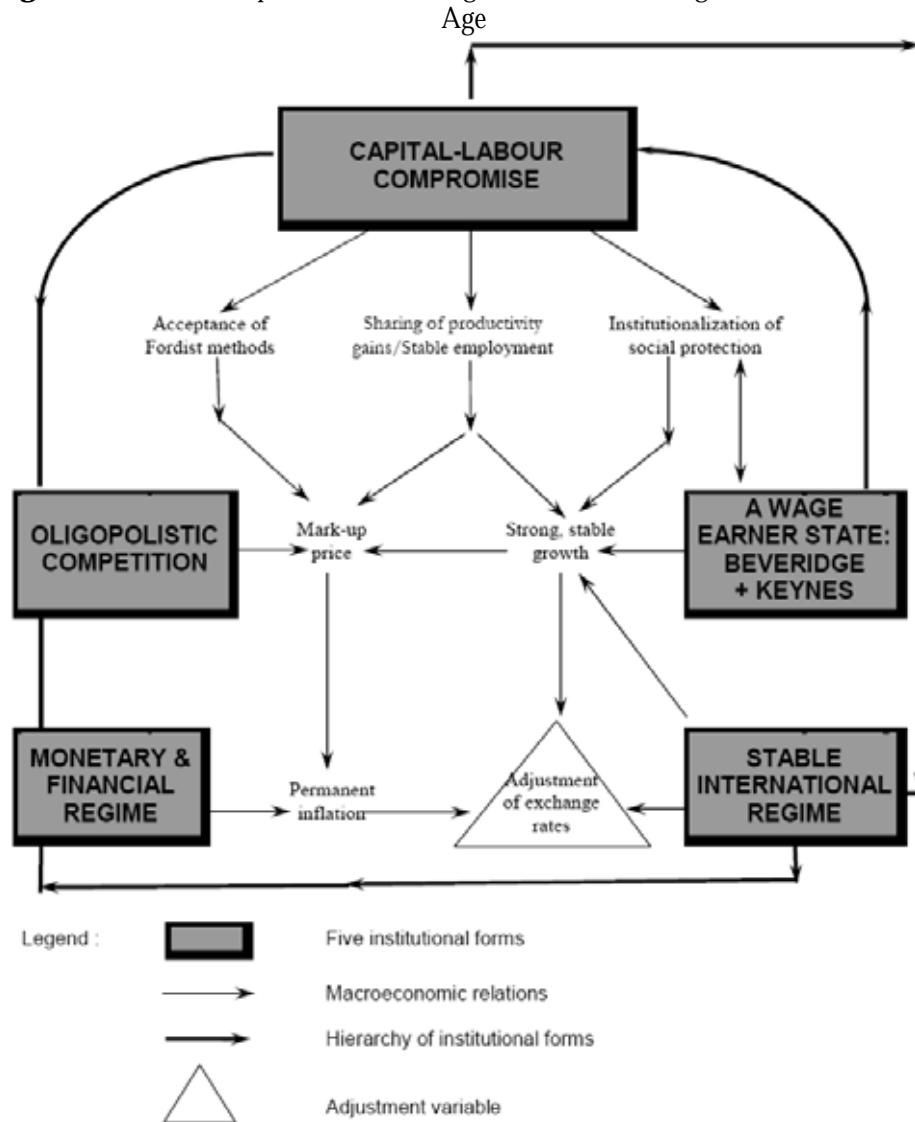 Age
CAPITAL-LABOUR
COMPROMISE
Acceptance of
Fordist methods
Sharing of productivity
gains/Stable employment
Institutionalization of
social protection
OLIGOPOLISTIC
COMPETITION
Mark-up
price
Strong, stable
growth
A WAGE
EARNER STATE:
BEVERIDGE
+ KEYNES
MONETARY &
FINANCIAL
REGIME
Permanent
inflation
Adjustment
of exchange
rates
STABLE
INTERNATIONAL
REGIME
Legend :
Five institutional forms
Macroeconomic relations
Hierarchy of institutional forms
Adjustment variable